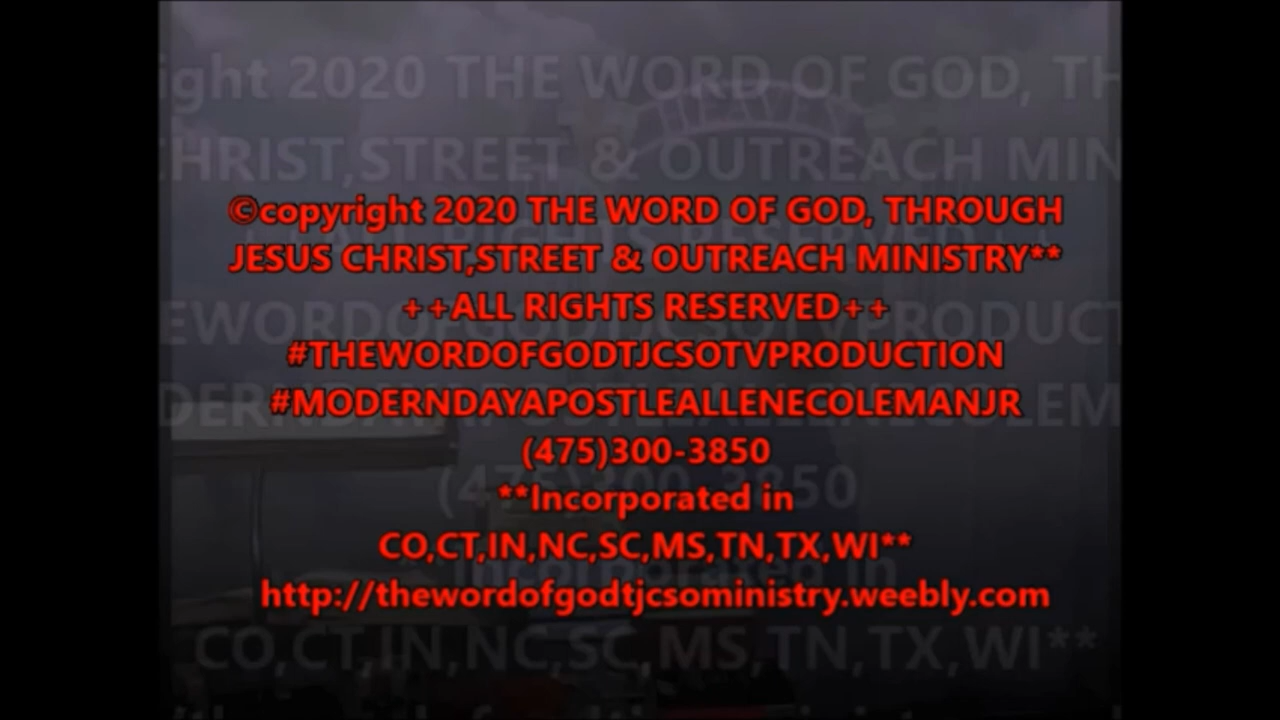 ©copyright 2020 THE WORD OF GOD, THROUGH
JESUS CHRIST,STREET & OUTREACH MINISTRY**
++ALL RIGHTS RESERVED++
#THEWORDOFGODTJCSOTVPRODUCTION
#MODERNDAYAPOSTLEALLENECOLEMANJR
(475)300-3850
**Incorporated in
CO,CT,IN,NC,SC,MS,TN,TX,WI**
http://thewordofgodtjcsoministry.weebly.com
HEAVEN